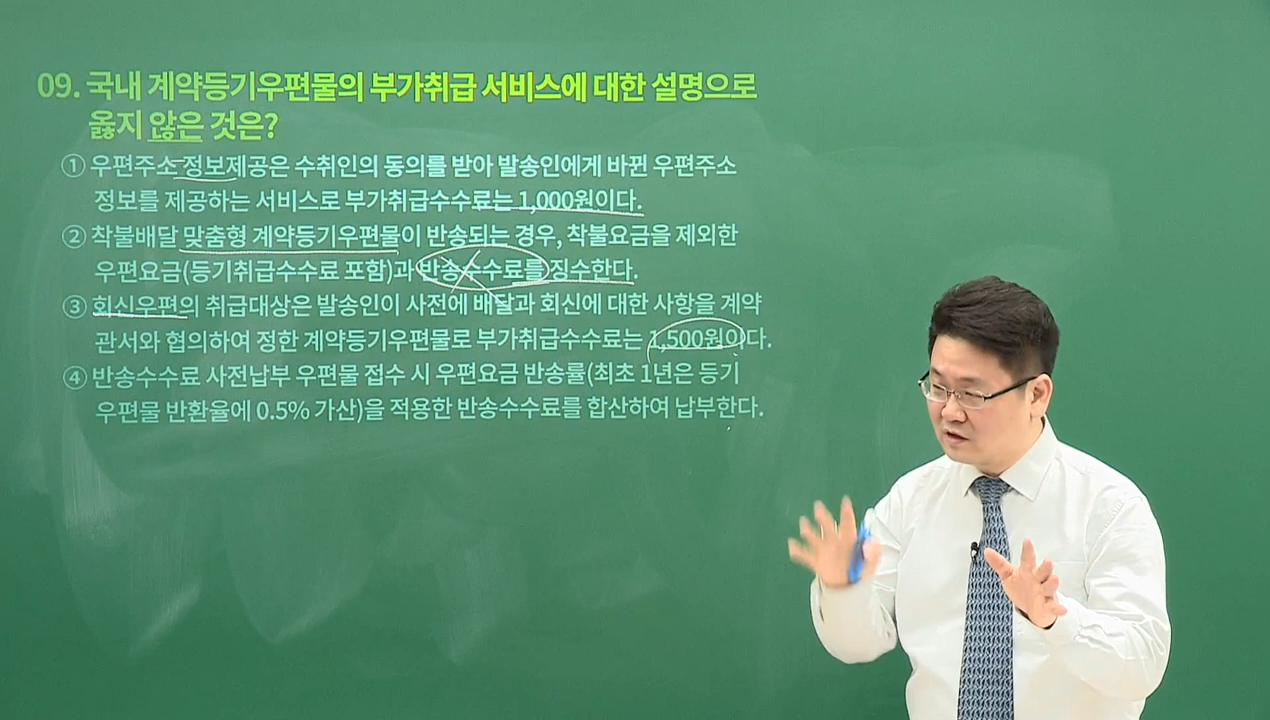 09. 국내 계약등기우편물의 부가취급 서비스에 대한 설명으로
옳지 않은 것은?
① 우편주소 정보제공은 수취인의 동의를 받아 발송인에게 바뀐 우편주소
정보를 제공하는 서비스로 부가취급수수료는 1,000원이다.
② 착불배달 맞춤형 계약등기우편물이 반송되는 경우, 착불요금을 제외한
우편요금(등기취급수수료 포함)과 반송수수료를 징수한다.
③ 회신우편의 취급대상은 발송인이 사전에 배달과 회신에 대한 사항을 계약
관서와 협의하여 정한 계약등기우편물로 부가취급수수료는 1,500원이다.
④ 반송수수료 사전납부 우편물 접수 시 우편요금 반송률(최초 1년은 등기
우편물 반환율에 0.5% 가산)을 적용한 반송수수료를 합산하여 납부한다.